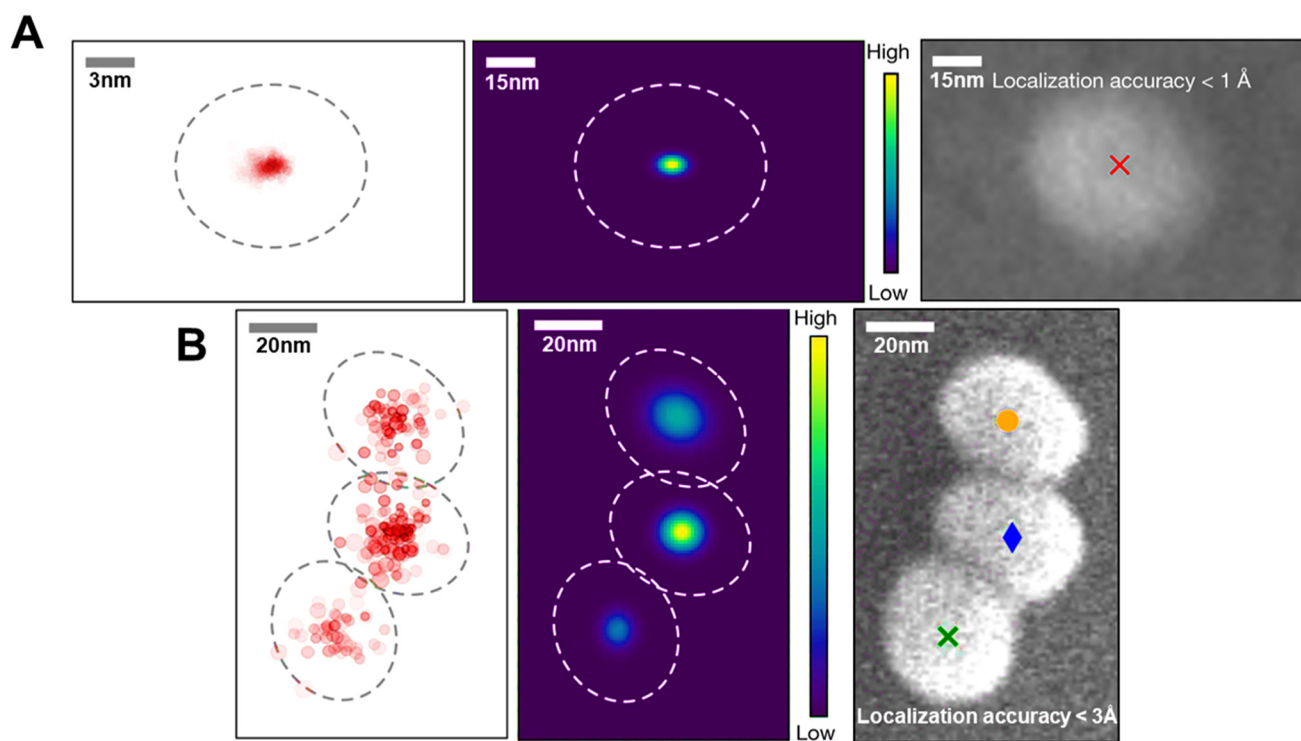 A
3nm
15nm
High
Low
15nm
Localization accuracy < 1 Å
B
20nm
20nm
High
Low
20nm
Localization accuracy < 3Å